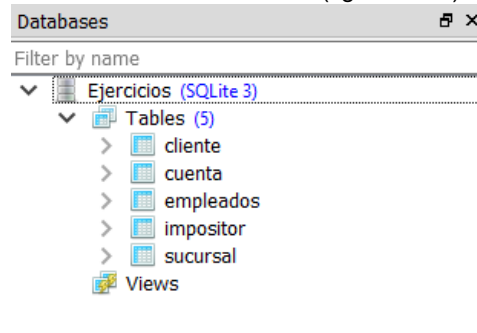 Databases
Filter by name
Ejercicios (SQLite 3)
Tables (5)
cliente
cuenta
empleados
impositor
sucursal
Views